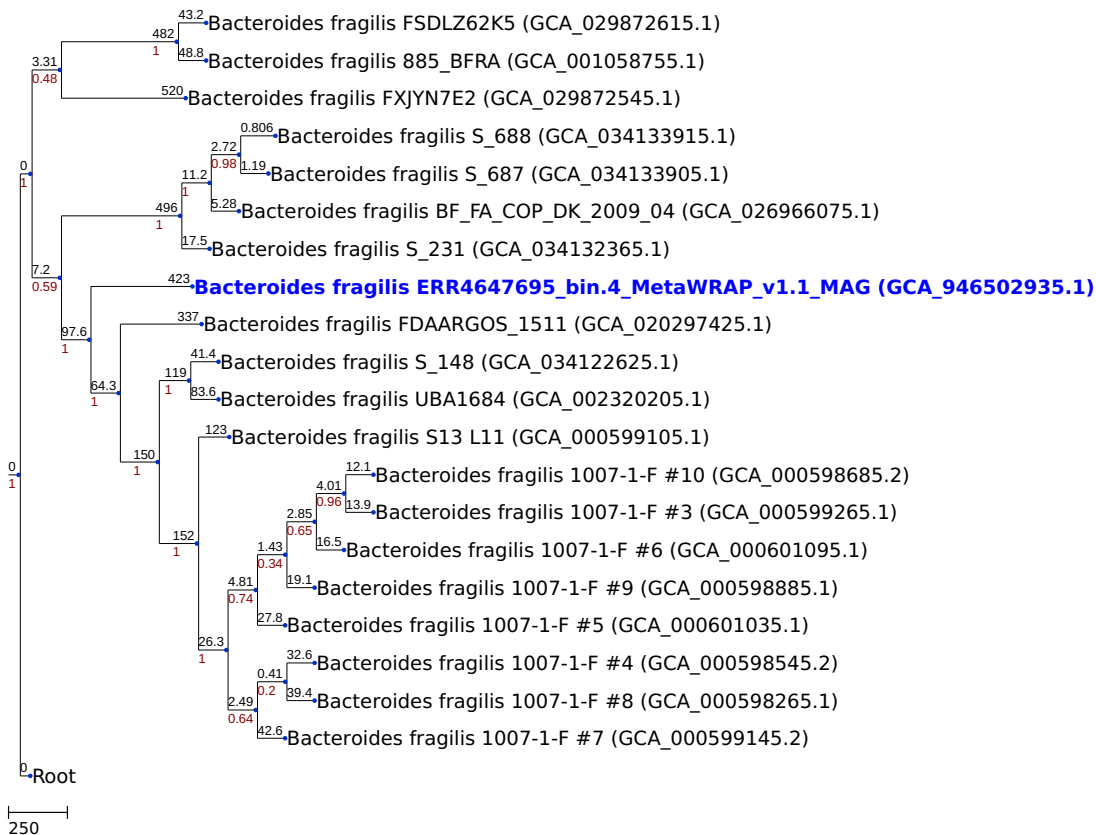 43.2
Bacteroides fragilis FSDLZ62K5 (GCA_029872615.1)
482
1
48.8
Bacteroides fragilis 885_BFRA (GCA_001058755.1)
3.31
0.48
520
Bacteroides fragilis FXJYN7E2 (GCA_029872545.1)
0.806
Bacteroides fragilis S_688 (GCA_034133915.1)
2.72
0.98
0
1
1.19
Bacteroides fragilis S_687 (GCA_034133905.1)
11.2
1
5.28
Bacteroides fragilis BF_FA_COP_DK_2009_04 (GCA_026966075.1)
496
1
17.5
Bacteroides fragilis S_231 (GCA_034132365.1)
7.2
0.59
423
Bacteroides fragilis ERR4647695_bin.4_MetaWRAP_v1.1_MAG (GCA_946502935.1)
337
Bacteroides fragilis FDAARGOS_1511 (GCA_020297425.1)
97.6
1
41.4
Bacteroides fragilis S_148 (GCA_034122625.1)
119
1
64.3
1
83.6
Bacteroides fragilis UBA1684 (GCA_002320205.1)
123
Bacteroides fragilis S13 L11 (GCA_000599105.1)
150
1
0
1
12.1
Bacteroides fragilis 1007-1-F #10 (GCA_000598685.2)
4.01
0.96
13.9
Bacteroides fragilis 1007-1-F #3 (GCA_000599265.1)
2.85
0.65
152
1
16.5
Bacteroides fragilis 1007-1-F #6 (GCA_000601095.1)
1.43
0.34
19.1
Bacteroides fragilis 1007-1-F #9 (GCA_000598885.1)
4.81
0.74
27.8
Bacteroides fragilis 1007-1-F #5 (GCA_000601035.1)
26.3
1
32.6
Bacteroides fragilis 1007-1-F #4 (GCA_000598545.2)
0.41
0.2
39.4
Bacteroides fragilis 1007-1-F #8 (GCA_000598265.1)
2.49
0.64
42.6
Bacteroides fragilis 1007-1-F #7 (GCA_000599145.2)
0
Root
250